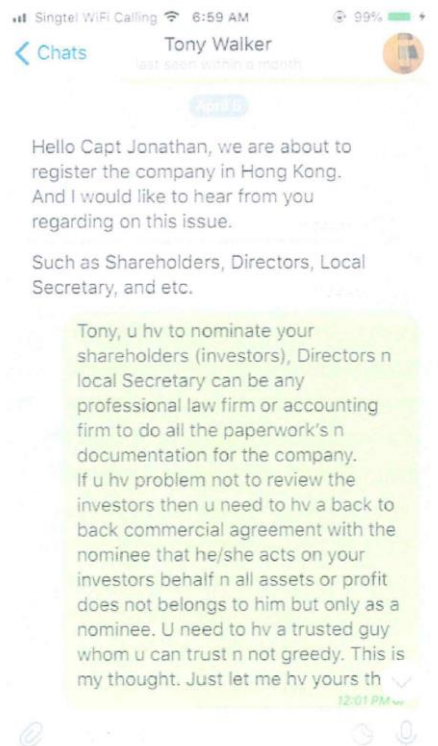 Singtel WiFi Calling 6:59 AM 99%
Chats
Tony Walker
last seen within a month
April 6
Hello Capt Jonathan, we are about to
register the company in Hong Kong.
And I would like to hear from you
regarding on this issue.
Such as Shareholders, Directors, Local
Secretary, and etc.
Tony, u hv to nominate your
shareholders (investors), Directors n
local Secretary can be any
professional law firm or accounting
firm to do all the paperwork's n
documentation for the company.
If u hv problem not to review the
investors then u need to hv a back to
back commercial agreement with the
nominee that he/she acts on your
investors behalf n all assets or profit
does not belongs to him but only as a
nominee. U need to hv a trusted guy
whom u can trust n not greedy. This is
my thought. Just let me hv yours th
12:01 PM